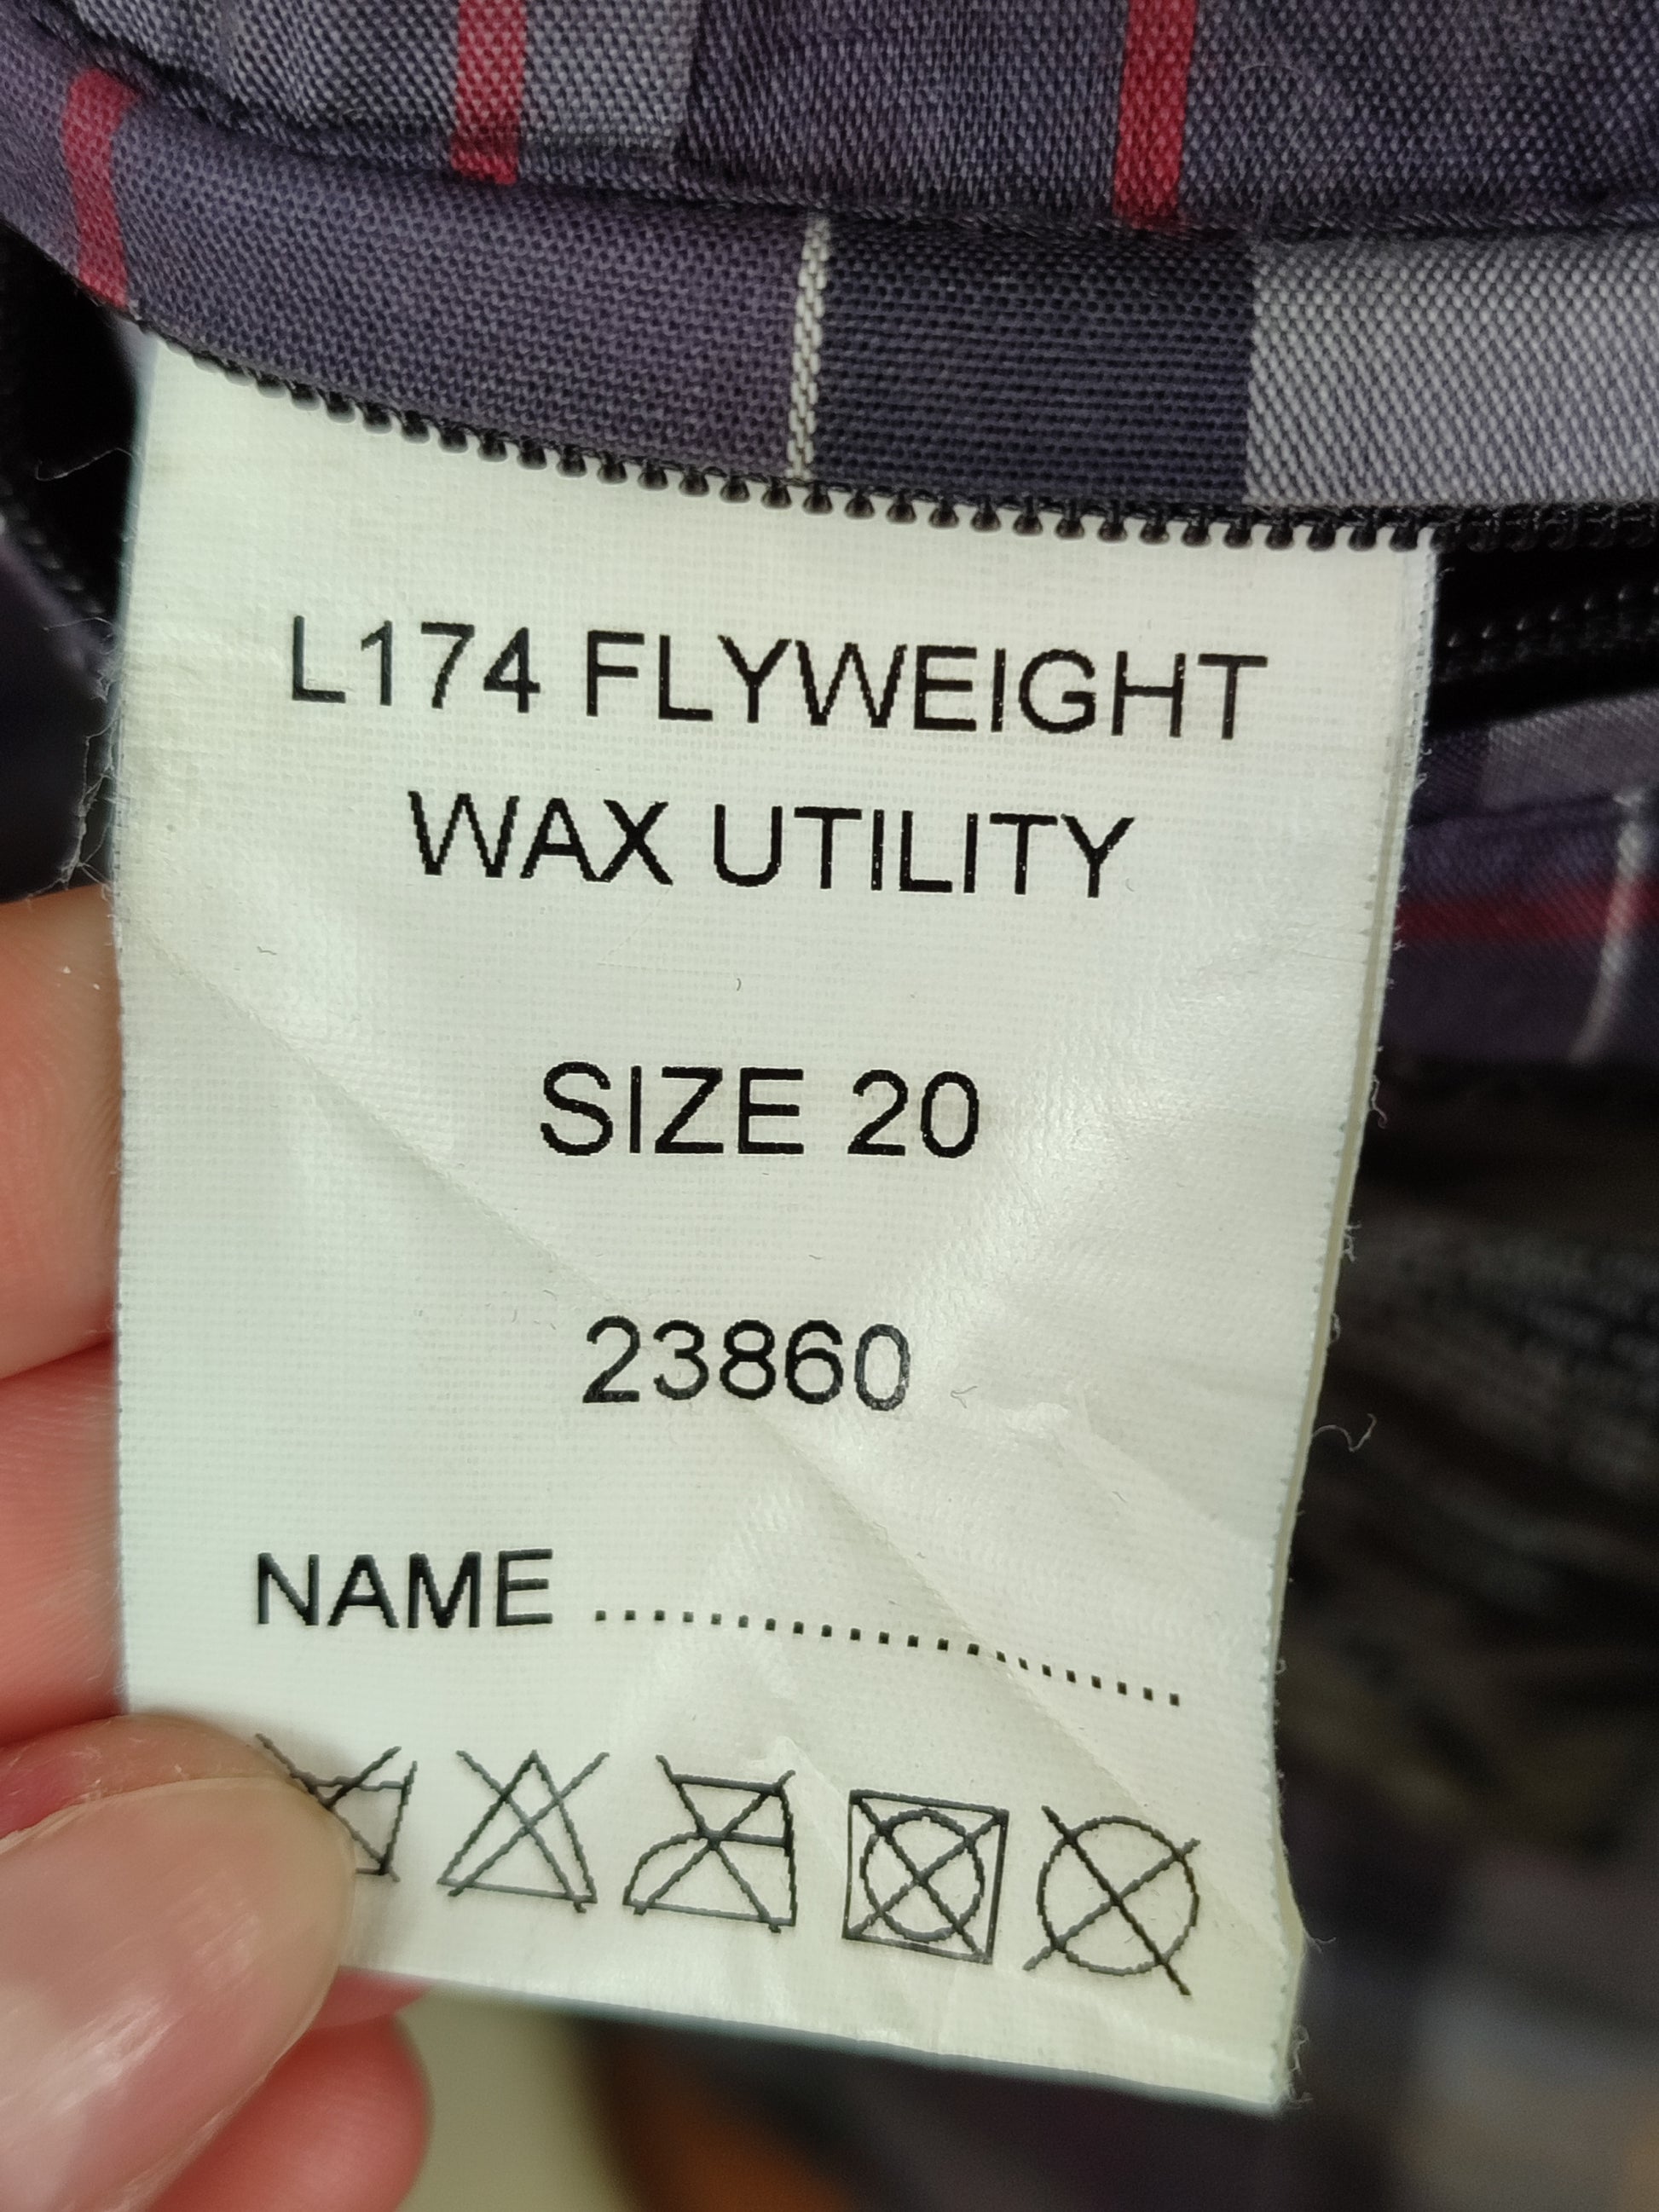 L174 FLYWEIGHT
WAX UTILITY
SIZE 20
23860
NAME ........................